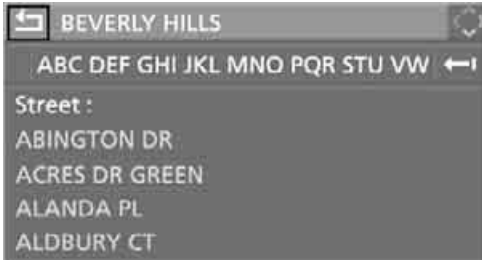 BEVERLY HILLS
ABC DEF GHI JKL MNO PQR STU VW
Street :
ABINGTON DR
ACRES DR GREEN
ALANDA PL
ALDBURY CT